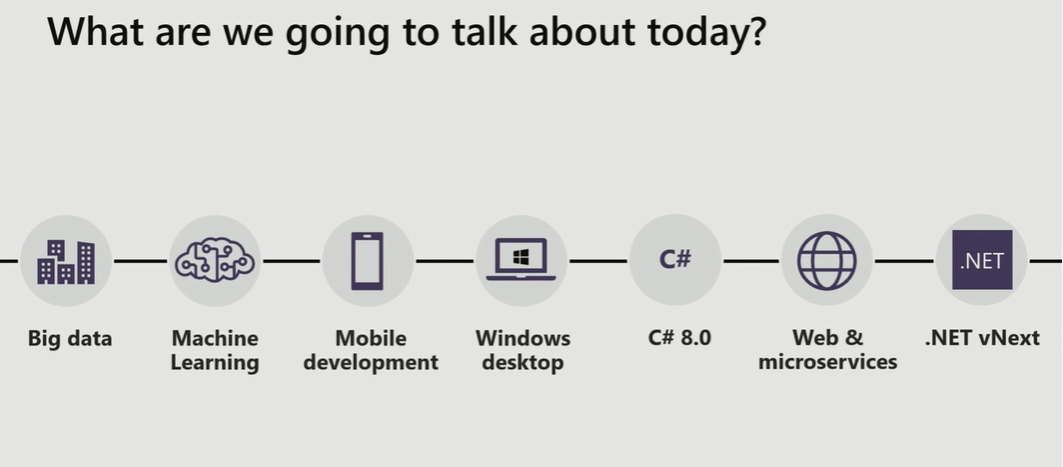 What are we going to talk about today?
C#
.NET
Big data
Machine
Learning
Mobile
development
Windows
desktop
C# 8.0
Web &
microservices
.NET vNext